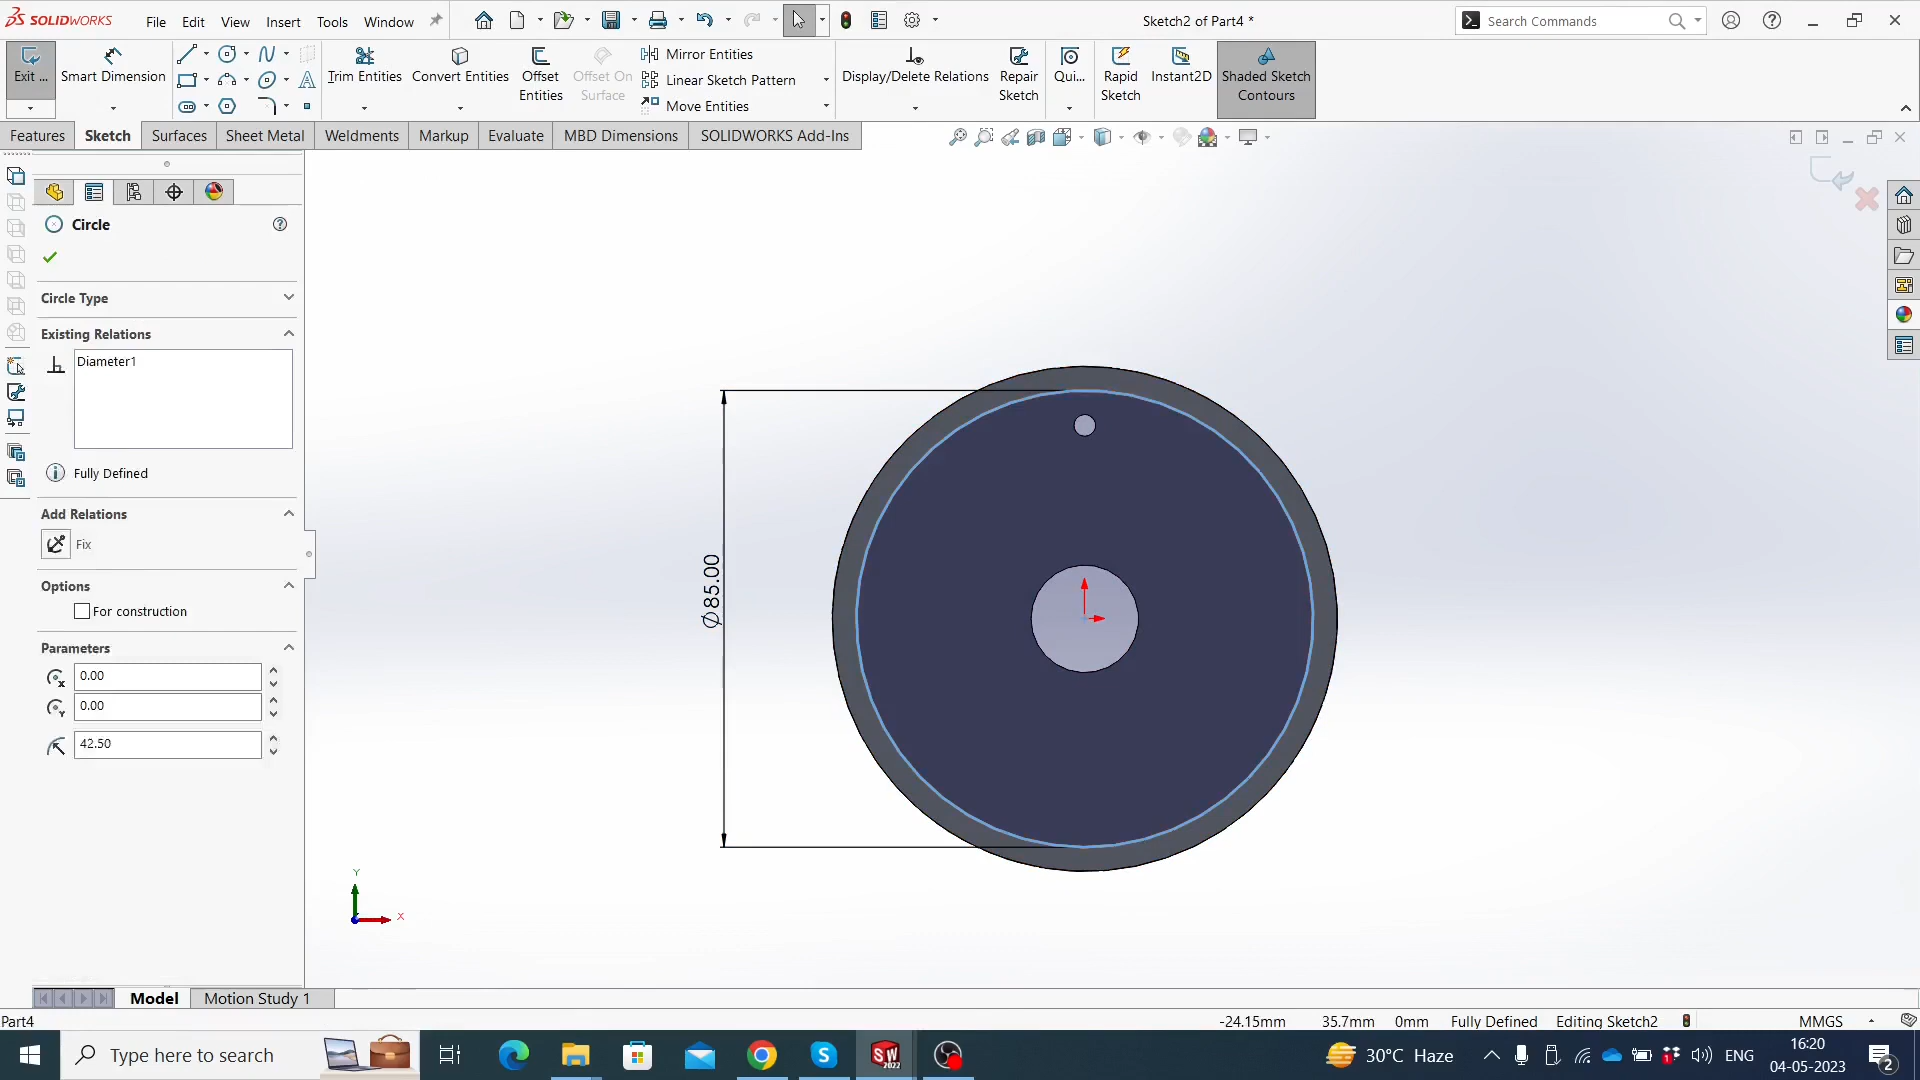 SOLIDWORKS File Edit View Insert Tools Window Sketch2 of Part4 * Search Commands
Exit ... Smart Dimension Trim Entities Convert Entities Offset Entities Offset On Surface Mirror Entities Display/Delete Relations Repair Sketch Qui... Rapid Sketch Instant2D Shaded Sketch Contours
Linear Sketch Pattern
Move Entities
Features Sketch Surfaces Sheet Metal Weldments Markup Evaluate MBD Dimensions SOLIDWORKS Add-Ins
Circle
Circle Type
Existing Relations
Diameter1
Fully Defined
Add Relations
Fix
Options
For construction
Parameters
0.00
0.00
42.50
Ø85.00
Y
X
Model Motion Study 1
Part4 -24.15mm 35.7mm 0mm Fully Defined Editing Sketch2 MMGS
Type here to search SW 2022 30°C Haze ENG 16:20
04-05-2023 2